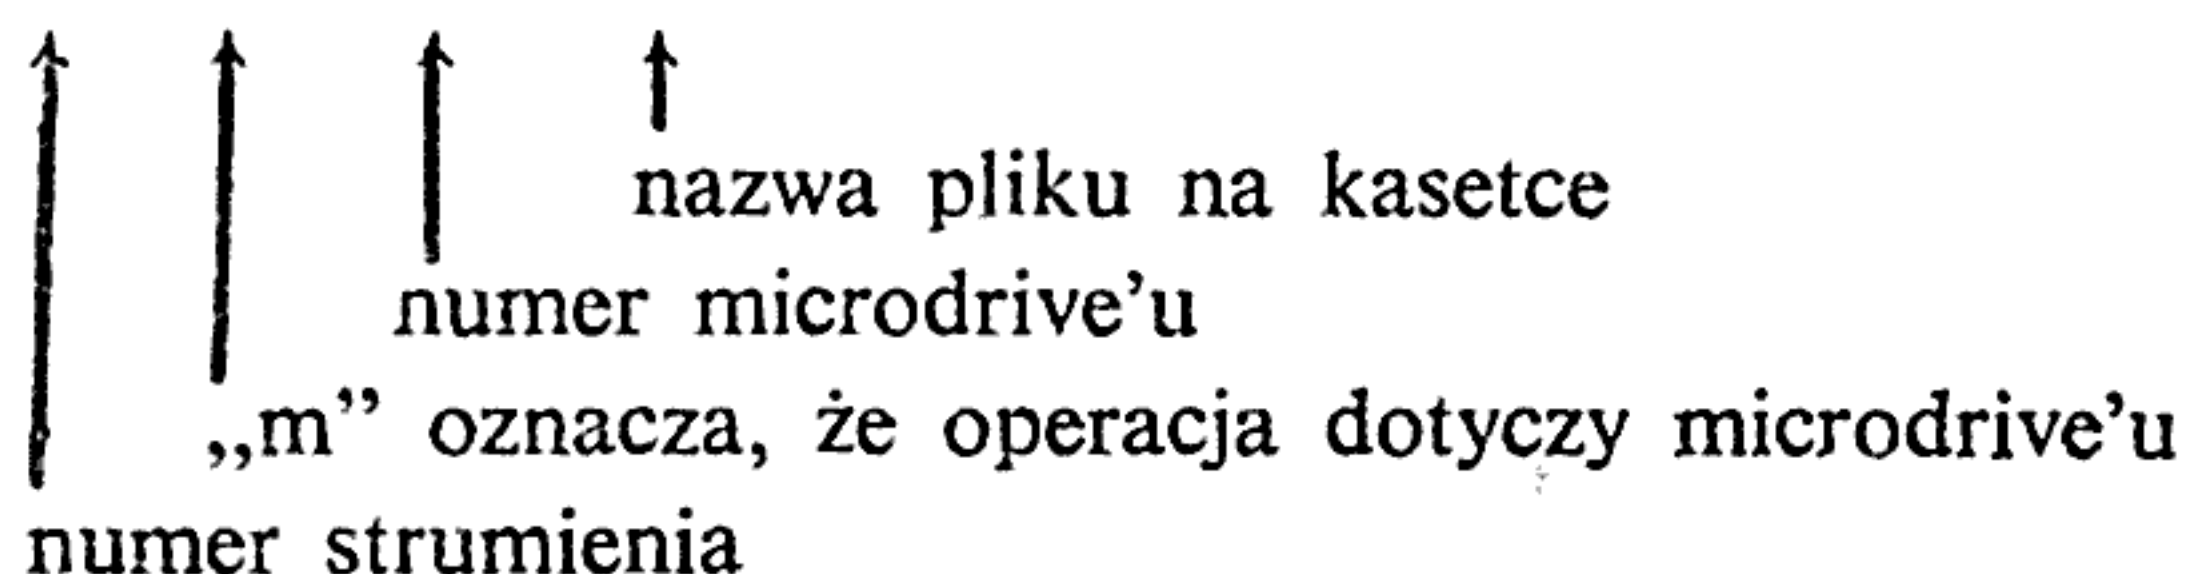 nazwa pliku na kasetce
numer microdrive’u
„m” oznacza, że operacja dotyczy microdrive’u
numer strumienia